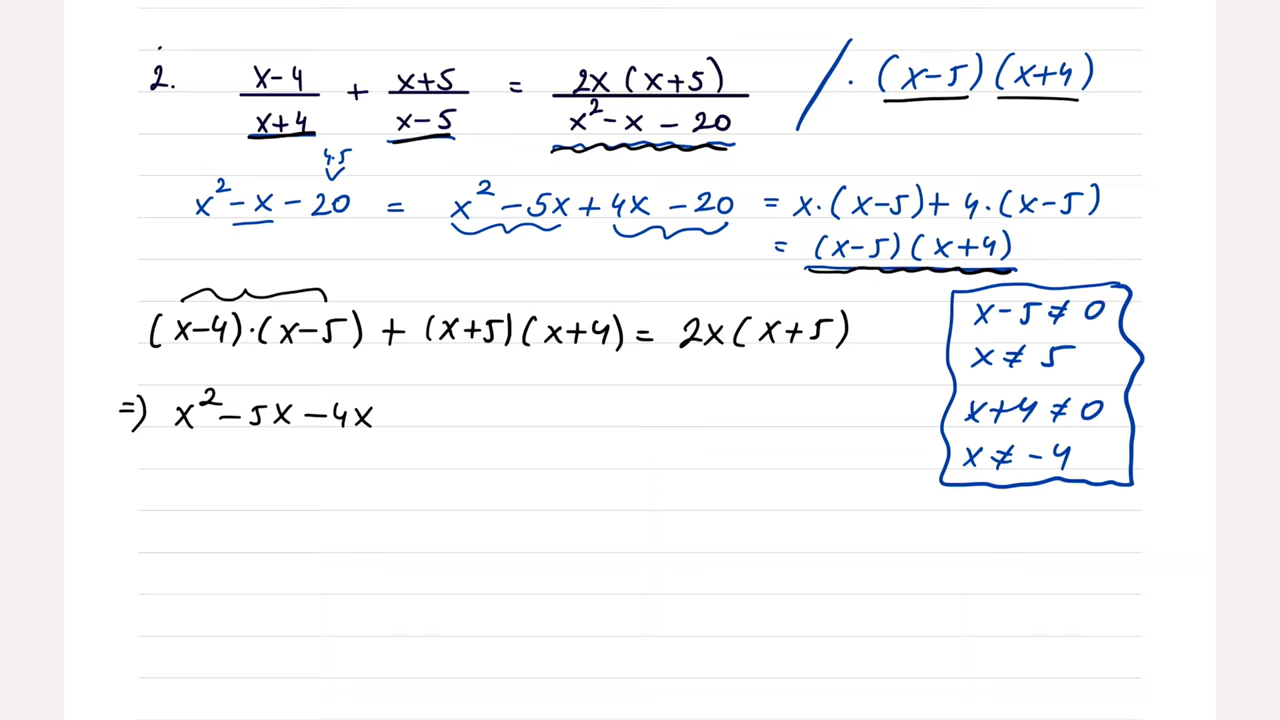 2. (x-4)/(x+4) + (x+5)/(x-5) = (2x(x+5))/(x²-x-20) / · (x-5)(x+4)
4·5
x²-x-20 = x²-5x+4x-20 = x·(x-5)+4·(x-5)
= (x-5)(x+4)
(x-4)·(x-5)+(x+5)(x+4)=2x(x+5)
=) x²-5x-4x
x-5≠0
x≠5
x+4≠0
x≠-4